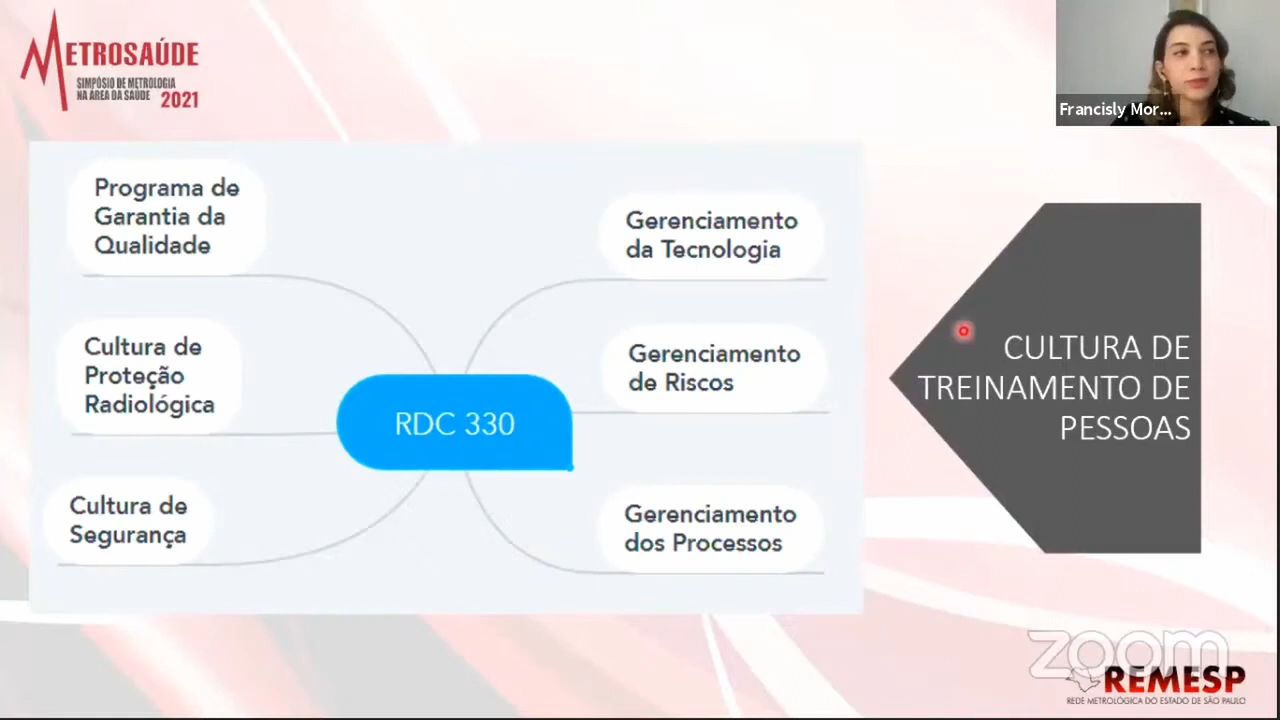 METROSAÚDE
SIMPÓSIO DE METROLOGIA
NA ÁREA DA SAÚDE 2021
Francisly Mor...
Programa de
Garantia da
Qualidade
Cultura de
Proteção
Radiológica
Cultura de
Segurança
RDC 330
Gerenciamento
da Tecnologia
Gerenciamento
de Riscos
Gerenciamento
dos Processos
CULTURA DE
TREINAMENTO DE
PESSOAS
zoom
REMESP
REDE METROLÓGICA DO ESTADO DE SÃO PAULO